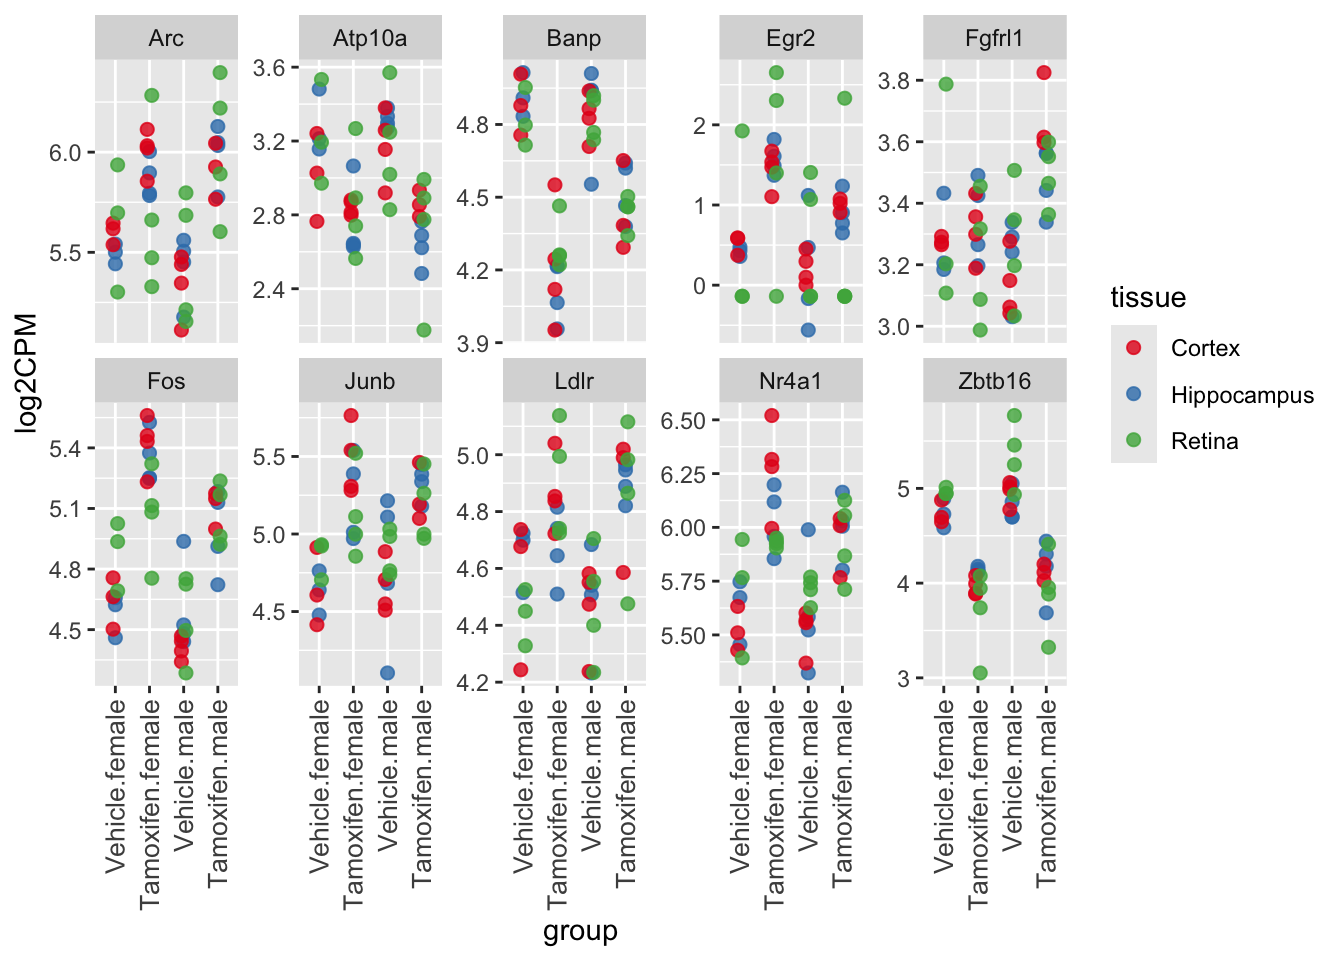 Arc
Atp10a
Banp
Egr2
Fgfrl1
6.0
5.5
3.6
3.2
2.8
2.4
4.8
4.5
4.2
3.9
2
1
0
3.8
3.6
3.4
3.2
3.0
Fos
Junb
Ldlr
Nr4a1
Zbtb16
5.4
5.1
4.8
4.5
5.5
5.0
4.5
5.0
4.8
4.6
4.4
4.2
6.50
6.25
6.00
5.75
5.50
5
4
3
Vehicle.female
Tamoxifen.female
Vehicle.male
Tamoxifen.male
Vehicle.female
Tamoxifen.female
Vehicle.male
Tamoxifen.male
Vehicle.female
Tamoxifen.female
Vehicle.male
Tamoxifen.male
Vehicle.female
Tamoxifen.female
Vehicle.male
Tamoxifen.male
Vehicle.female
Tamoxifen.female
Vehicle.male
Tamoxifen.male
log2CPM
group
tissue
Cortex
Hippocampus
Retina